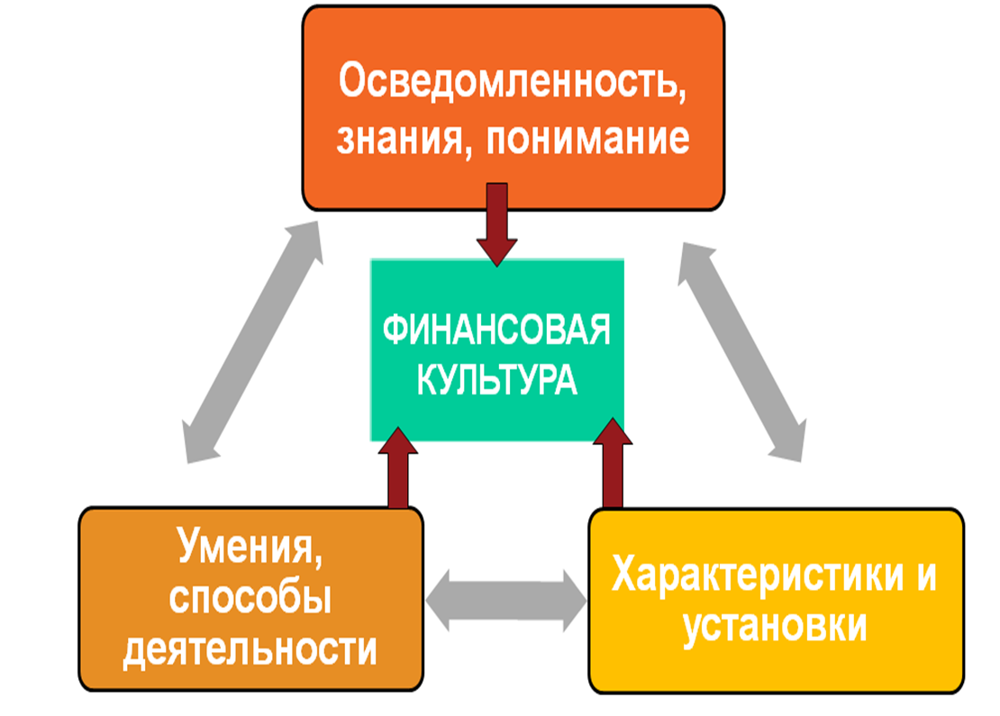 Осведомленность,
знания, понимание
ФИНАНСОВАЯ
КУЛЬТУРА
Умения,
способы
деятельности
Характеристики и
установки